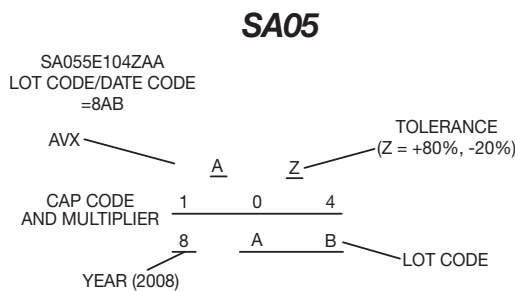 SA05
SA055E104ZAA
LOT CODE/DATE CODE
=8AB
AVX
TOLERANCE
(Z = +80%, -20%)
A Z
CAP CODE
AND MULTIPLIER
1 0 4
8 A B
LOT CODE
YEAR (2008)